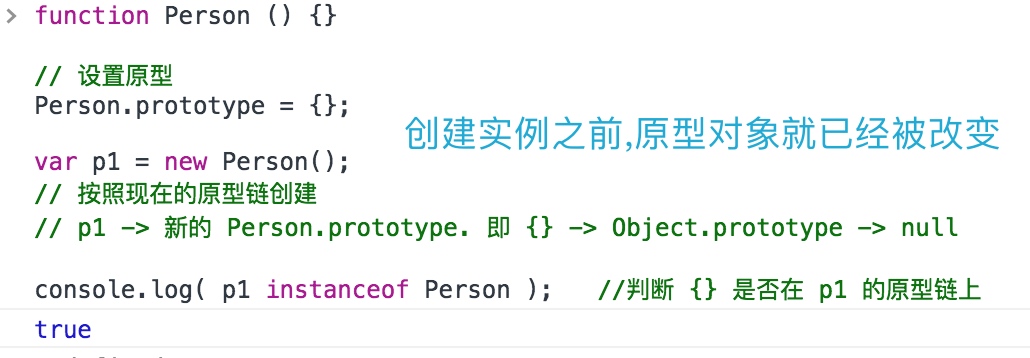 > function Person () {}
// 设置原型
Person.prototype = {};
创建实例之前,原型对象就已经被改变
var p1 = new Person();
// 按照现在的原型链创建
// p1 -> 新的 Person.prototype. 即 {} -> Object.prototype -> null
console.log( p1 instanceof Person );   //判断 {} 是否在 p1 的原型链上
true